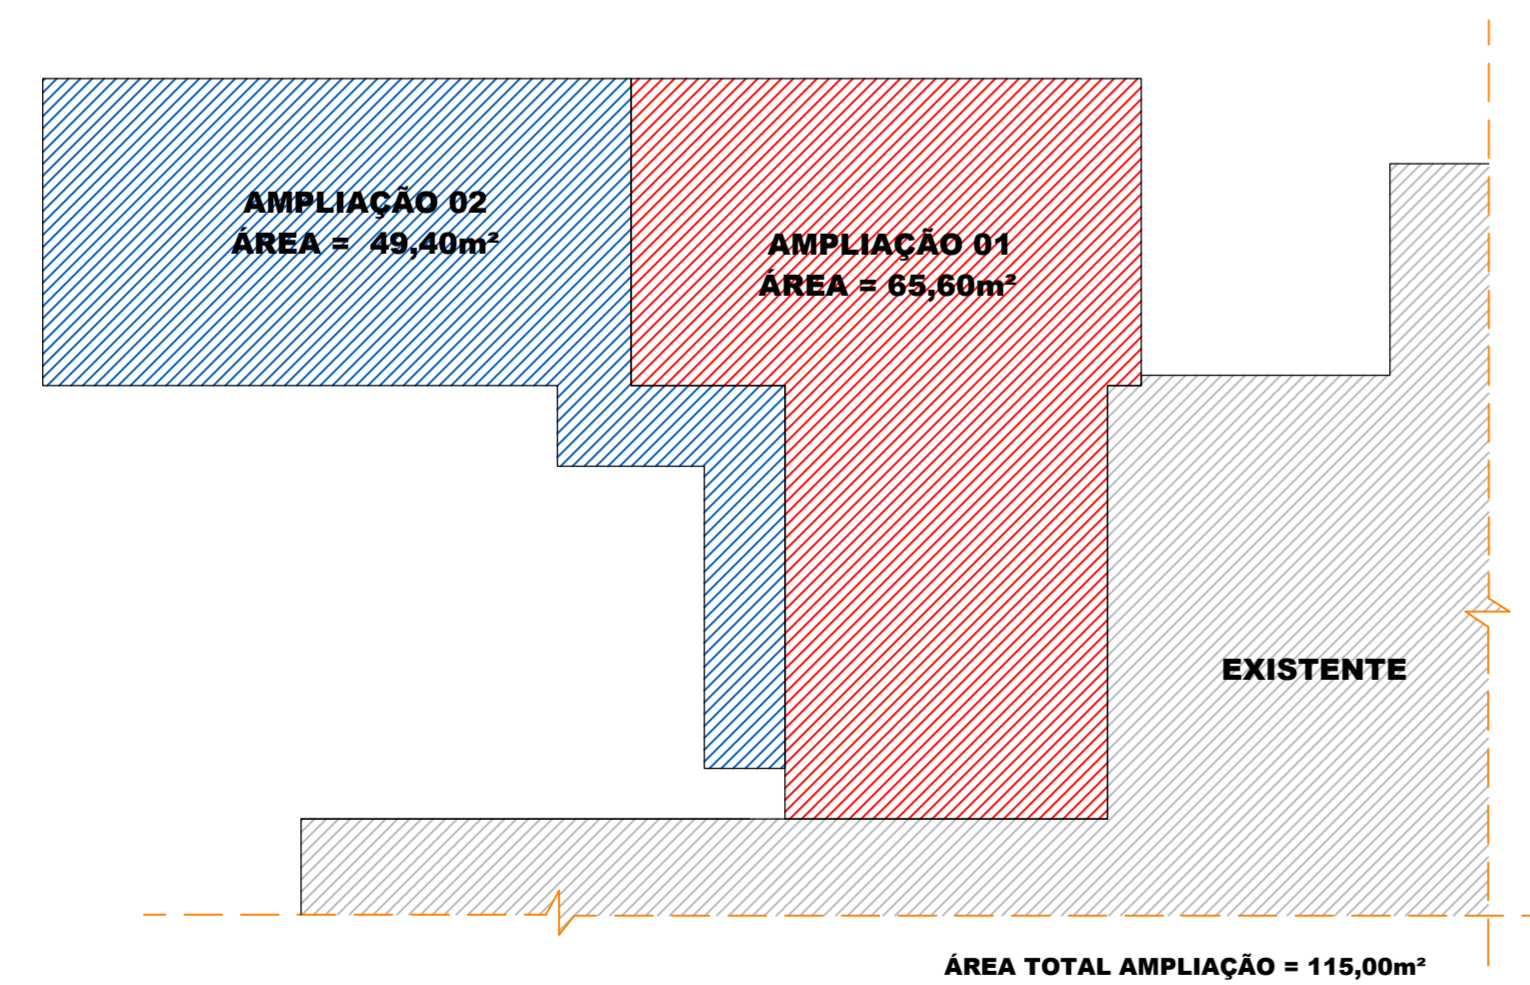 AMPLIAÇÃO 02
ÁREA = 49,40m²
AMPLIAÇÃO 01
ÁREA = 65,60m²
EXISTENTE
ÁREA TOTAL AMPLIAÇÃO = 115,00m²